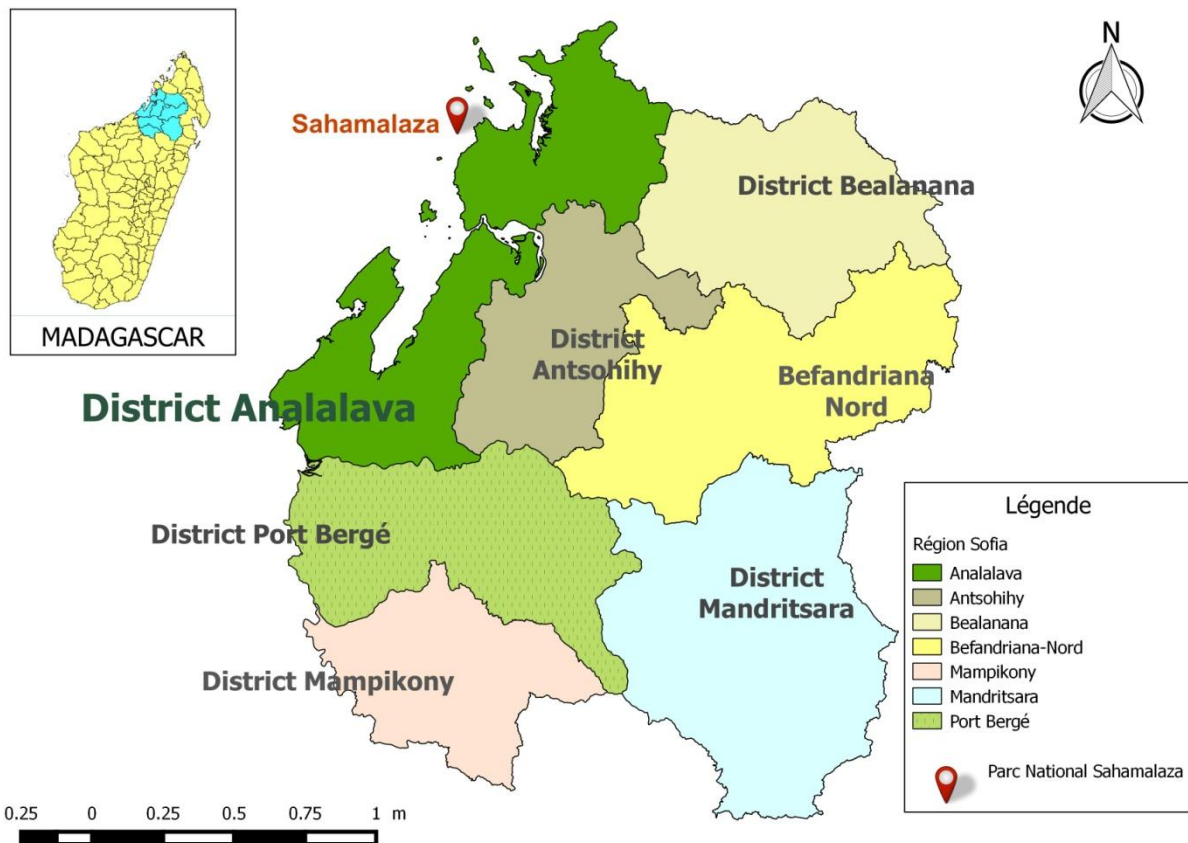 MADAGASCAR
N
Sahamalaza
District Bealanana
District
Antsohihy
Befandriana
Nord
District Analalava
District Port Bergé
District
Mandritsara
District Mampikony
Légende
Région Sofia
Analalava
Antsohihy
Bealanana
Befandriana-Nord
Mampikony
Mandritsara
Port Bergé
Parc National Sahamalaza
0.25 0 0.25 0.5 0.75 1 m